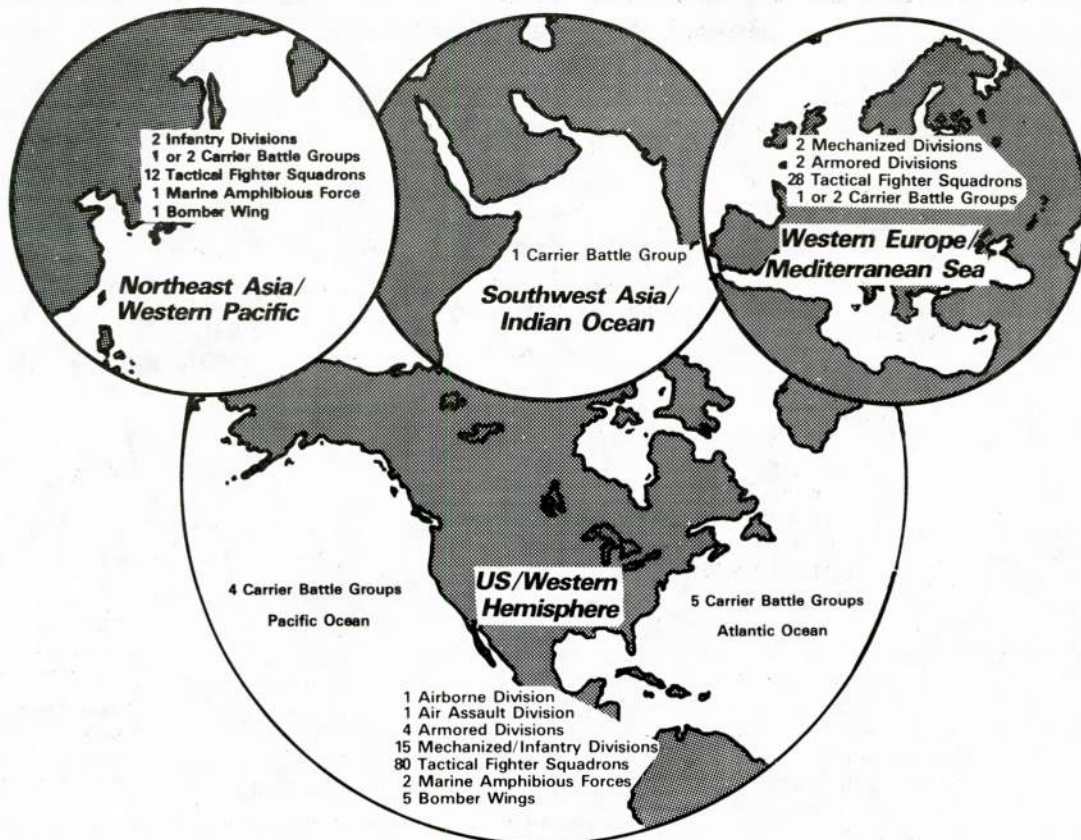 2 Infantry Divisions
1 or 2 Carrier Battle Groups
12 Tactical Fighter Squadrons
1 Marine Amphibious Force
1 Bomber Wing
Northeast Asia/
Western Pacific
1 Carrier Battle Group
Southwest Asia/
Indian Ocean
2 Mechanized Divisions
2 Armored Divisions
28 Tactical Fighter Squadrons
1 or 2 Carrier Battle Groups
Western Europe/
Mediterranean Sea
4 Carrier Battle Groups
Pacific Ocean
US/Western
Hemisphere
5 Carrier Battle Groups
Atlantic Ocean
1 Airborne Division
1 Air Assault Division
4 Armored Divisions
15 Mechanized/Infantry Divisions
80 Tactical Fighter Squadrons
2 Marine Amphibious Forces
5 Bomber Wings